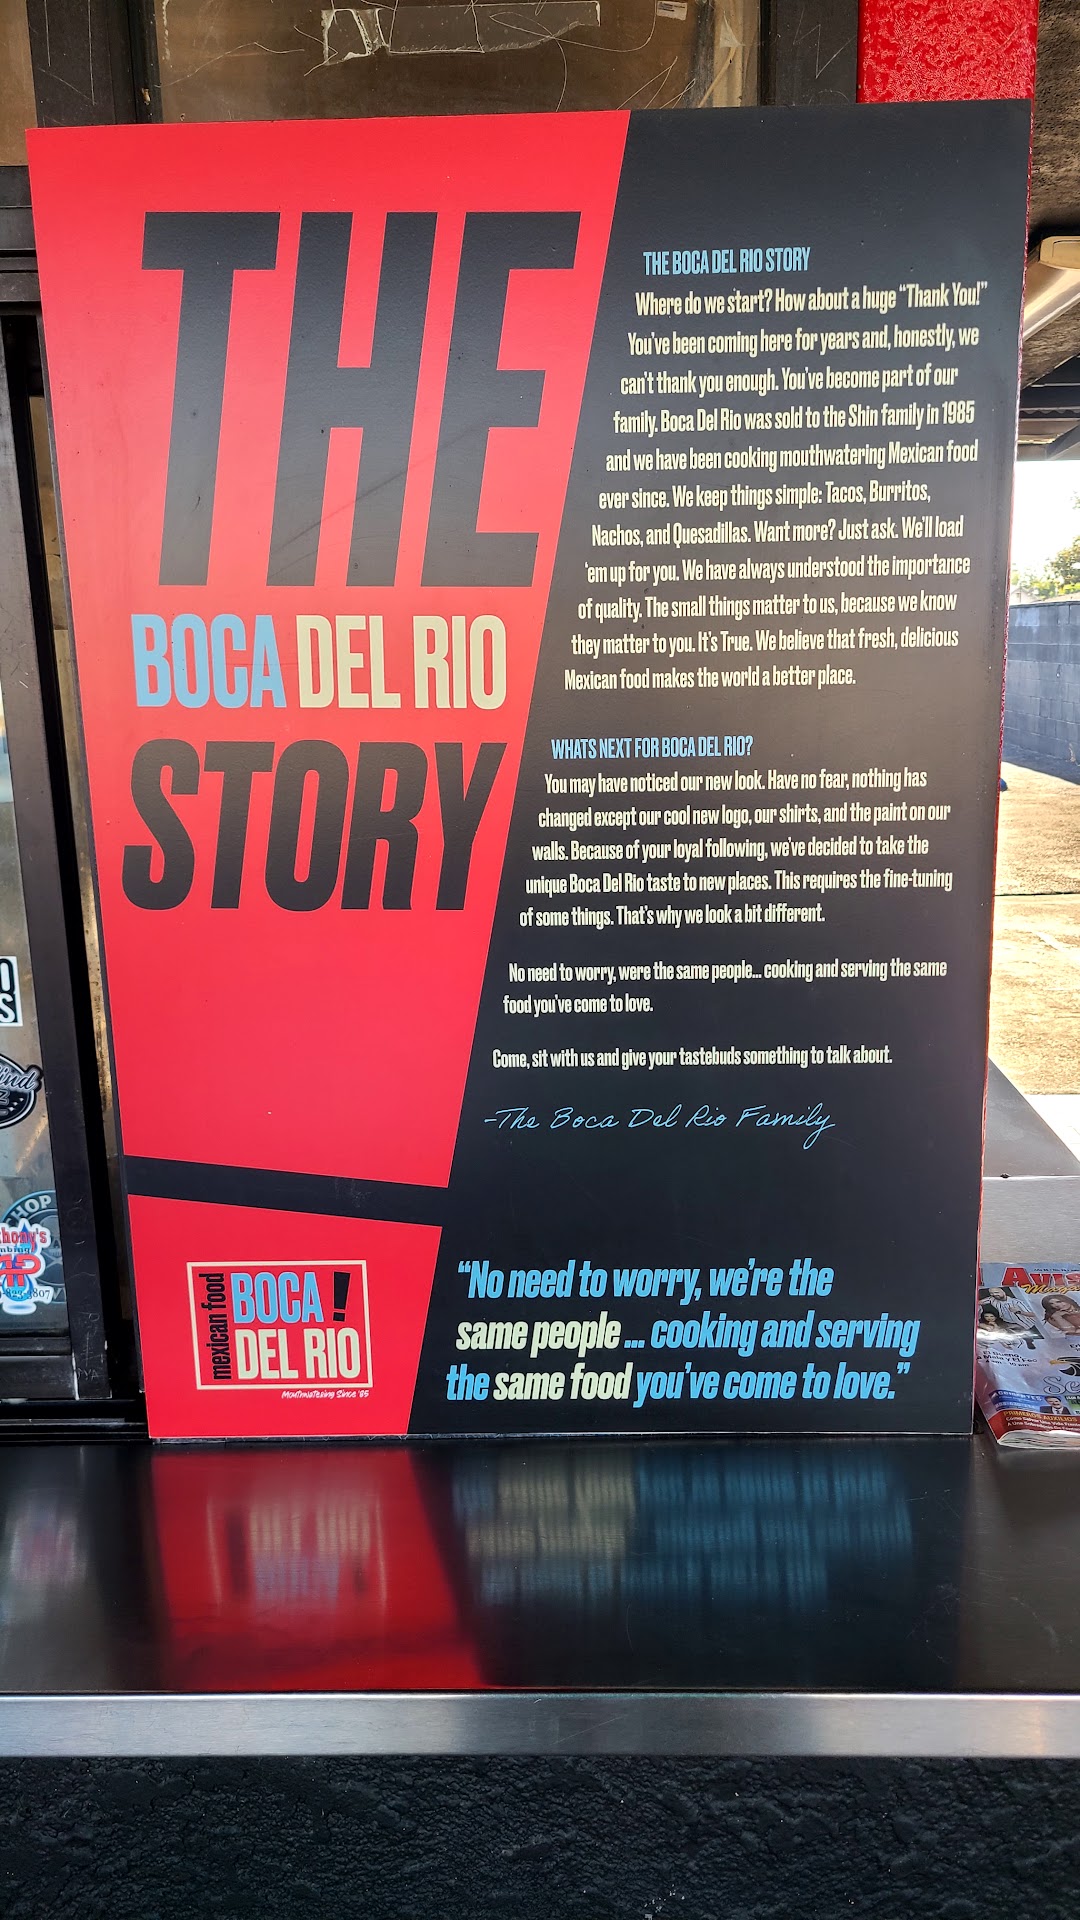 THE
BOCA DEL RIO
STORY
THE BOCA DEL RIO STORY
Where do we start? How about a huge “Thank You!”
You’ve been coming here for years and, honestly, we
can’t thank you enough. You’ve become part of our
family. Boca Del Rio was sold to the Shin family in 1985
and we have been cooking mouthwatering Mexican food
ever since. We keep things simple: Tacos, Burritos,
Nachos, and Quesadillas. Want more? Just ask. We’ll load
‘em up for you. We have always understood the importance
of quality. The small things matter to us, because we know
they matter to you. It’s True. We believe that fresh, delicious
Mexican food makes the world a better place.
WHATS NEXT FOR BOCA DEL RIO?
You may have noticed our new look. Have no fear, nothing has
changed except our cool new logo, our shirts, and the paint on our
walls. Because of your loyal following, we’ve decided to take the
unique Boca Del Rio taste to new places. This requires the fine-tuning
of some things. That’s why we look a bit different.
No need to worry, were the same people... cooking and serving the same
food you’ve come to love.
Come, sit with us and give your tastebuds something to talk about.
-The Boca Del Rio Family
“No need to worry, we’re the
same people ... cooking and serving
the same food you’ve come to love.”
mexican food
BOCA !
DEL RIO
Mouthwatering Since ‘85
HOP
PRIMEROS AUXILIOS